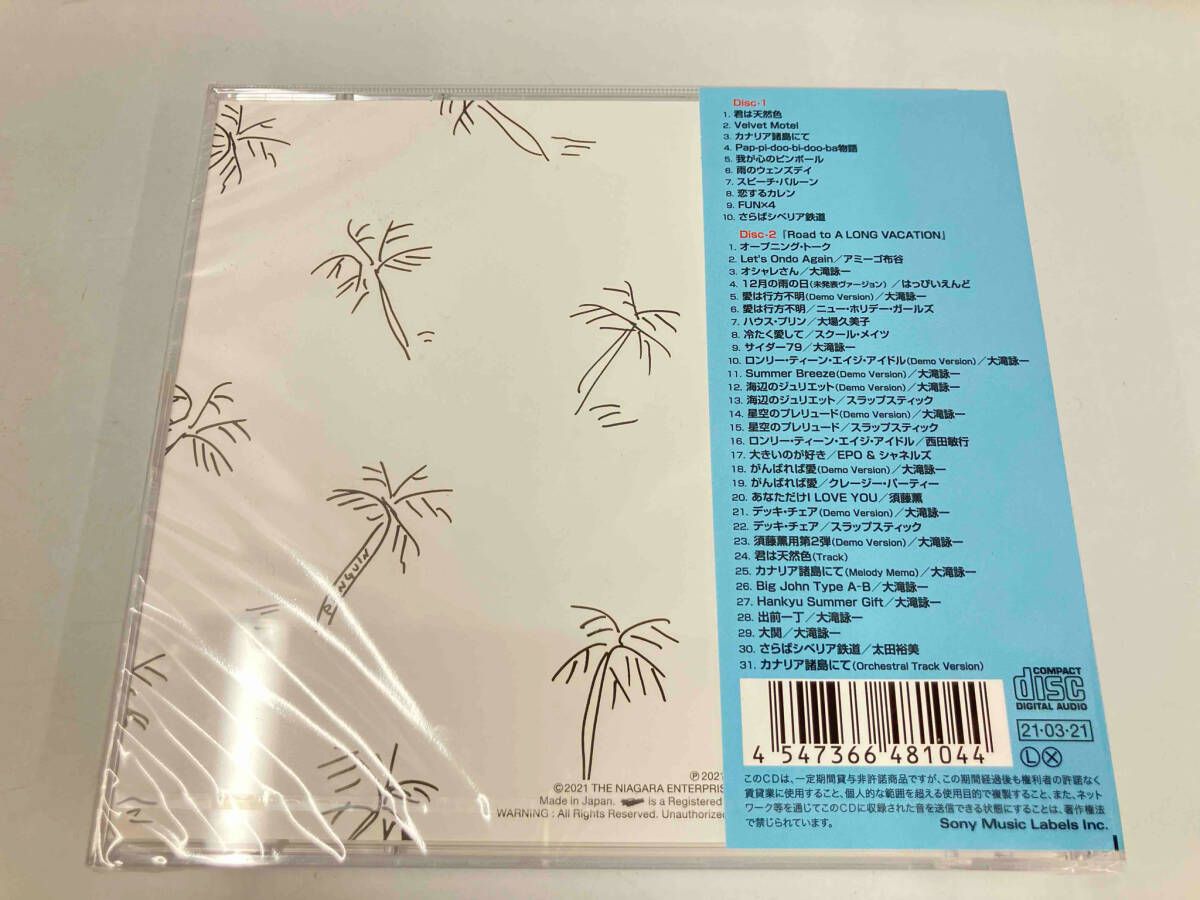 Disc・1
1. 君は天然色
2. Velvet Motel
3. カナリア諸島にて
4. Pap-pi-doo-bi-doo-ba物語
5. 我が心のピンボール
6. 雨のウェンズデイ
7. スピーチ・バルーン
8. 恋するカレン
9. FUN×4
10. さらばシベリア鉄道
Disc・2 『Road to A LONG VACATION』
1. オープニング・トーク
2. Let's Ondo Again／アミーゴ布谷
3. オシャレさん／大滝詠一
4. 12月の雨の日(未発表ヴァージョン)／はっぴいえんど
5. 愛は行方不明(Demo Version)／大滝詠一
6. 愛は行方不明／ニュー・ホリデー・ガールズ
7. ハウス・プリン／大場久美子
8. 冷たく愛して／スクール・メイツ
9. サイダー79／大滝詠一
10. ロンリー・ティーン・エイジ・アイドル(Demo Version)／大滝詠一
11. Summer Breeze(Demo Version)／大滝詠一
12. 海辺のジュリエット(Demo Version)／大滝詠一
13. 海辺のジュリエット／スラップスティック
14. 星空のプレリュード(Demo Version)／大滝詠一
15. 星空のプレリュード／スラップスティック
16. ロンリー・ティーン・エイジ・アイドル／西田敏行
17. 大きいのが好き／EPO & シャネルズ
18. がんばれば愛(Demo Version)／大滝詠一
19. がんばれば愛／クレージー・パーティー
20. あなただけI LOVE YOU／須藤薫
21. デッキ・チェア(Demo Version)／大滝詠一
22. デッキ・チェア／スラップスティック
23. 須藤薫用第2弾(Demo Version)／大滝詠一
24. 君は天然色(Track)
25. カナリア諸島にて(Melody Memo)／大滝詠一
26. Big John Type A-B／大滝詠一
27. Hankyu Summer Gift／大滝詠一
28. 出前一丁／大滝詠一
29. 大関／大滝詠一
30. さらばシベリア鉄道／太田裕美
31. カナリア諸島にて(Orchestral Track Version)
COMPACT
disc
DIGITAL AUDIO
21・03・21
Ⓛ Ⓧ
4 547366 481044
このCDは、一定期間貸与非許諾商品ですが、この期間経過後も権利者の許諾なく
賃貸業に使用すること、個人的な範囲を超える使用目的で複製すること、また、ネット
ワーク等を通じてこのCDに収録された音を送信できる状態にすることは、著作権法
で禁じられています。
Sony Music Labels Inc.
℗2021
©2021 THE NIAGARA ENTERPRIS
Made in Japan. is a Registered
WARNING : All Rights Reserved. Unauthorized